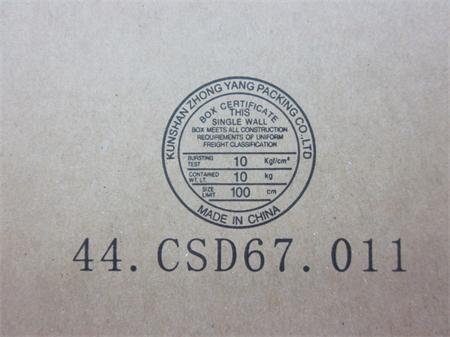 KUNSHAN ZHONG YANG PACKING CO.,LTD
BOX CERTIFICATE
THIS
SINGLE WALL
BOX MEETS ALL CONSTRUCTION
REQUIREMENTS OF UNIFORM
FREIGHT CLASSIFICATION
BURSTING TEST 10 Kgf/cm²
CONTAINED WT. LT. 10 kg
SIZE LIMIT 100 cm
MADE IN CHINA
44.CSD67.011